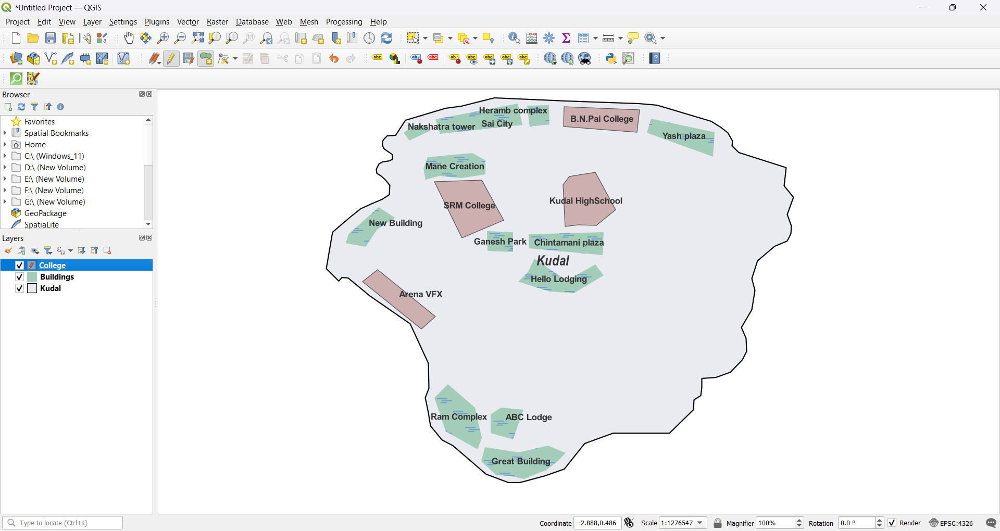 *Untitled Project — QGIS
Project Edit View Layer Settings Plugins Vector Raster Database Web Mesh Processing Help
Browser
Favorites
Spatial Bookmarks
Home
C:\ (Windows_11)
D:\ (New Volume)
E:\ (New Volume)
F:\ (New Volume)
G:\ (New Volume)
GeoPackage
SpatiaLite
Layers
College
Buildings
Kudal
Heramb complex
B.N.Pai College
Nakshatra tower
Sai City
Yash plaza
Mane Creation
Kudal HighSchool
SRM College
New Building
Ganesh Park
Chintamani plaza
Kudal
Hello Lodging
Arena VFX
Ram Complex
ABC Lodge
Great Building
Type to locate (Ctrl+K)
Coordinate -2.888,0.486 Scale 1:1276547 Magnifier 100% Rotation 0.0 ° Render EPSG:4326